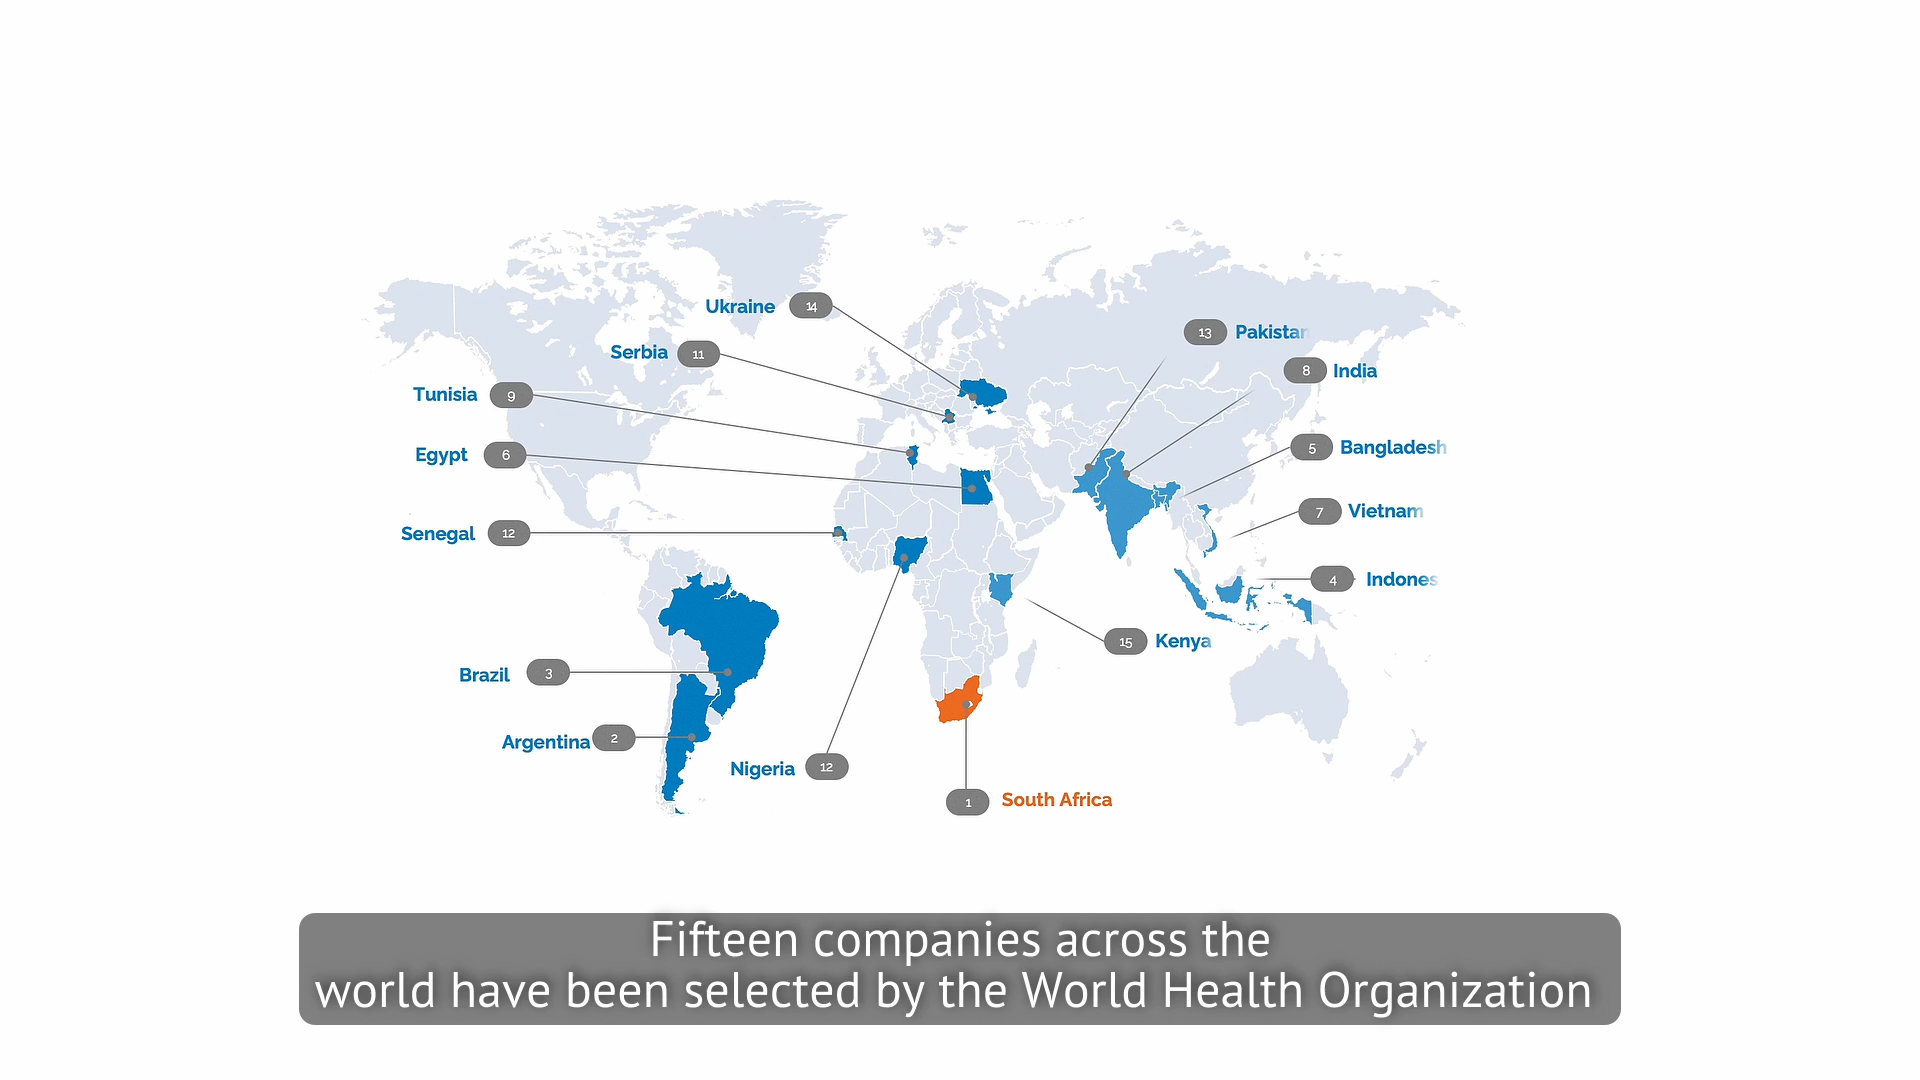 Ukraine 14
13 Pakistan
Serbia 11
8 India
Tunisia 9
5 Bangladesh
Egypt 6
7 Vietnam
Senegal 12
4 Indones
15 Kenya
Brazil 3
Argentina 2
Nigeria 12
1 South Africa
Fifteen companies across the
world have been selected by the World Health Organization